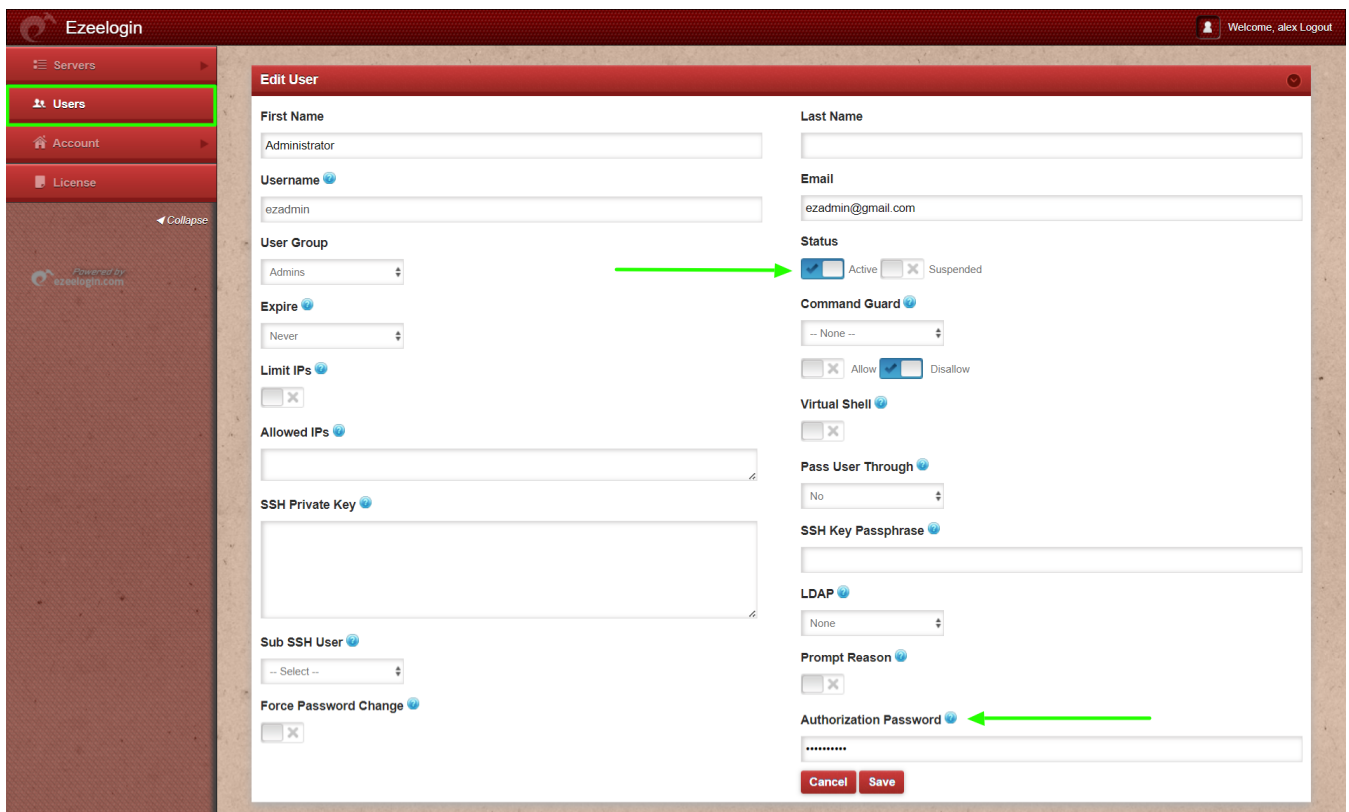 Ezeelogin
Welcome, alex Logout
Servers
Users
Account
License
Collapse
Powered by
ezeelogin.com
Edit User
First Name
Administrator
Last Name
Username
ezadmin
Email
ezadmin@gmail.com
User Group
Admins
Status
Active Suspended
Expire
Never
Command Guard
-- None --
Allow Disallow
Limit IPs
Virtual Shell
Allowed IPs
Pass User Through
No
SSH Private Key
SSH Key Passphrase
LDAP
None
Sub SSH User
-- Select --
Prompt Reason
Force Password Change
Authorization Password
••••••••••
Cancel Save